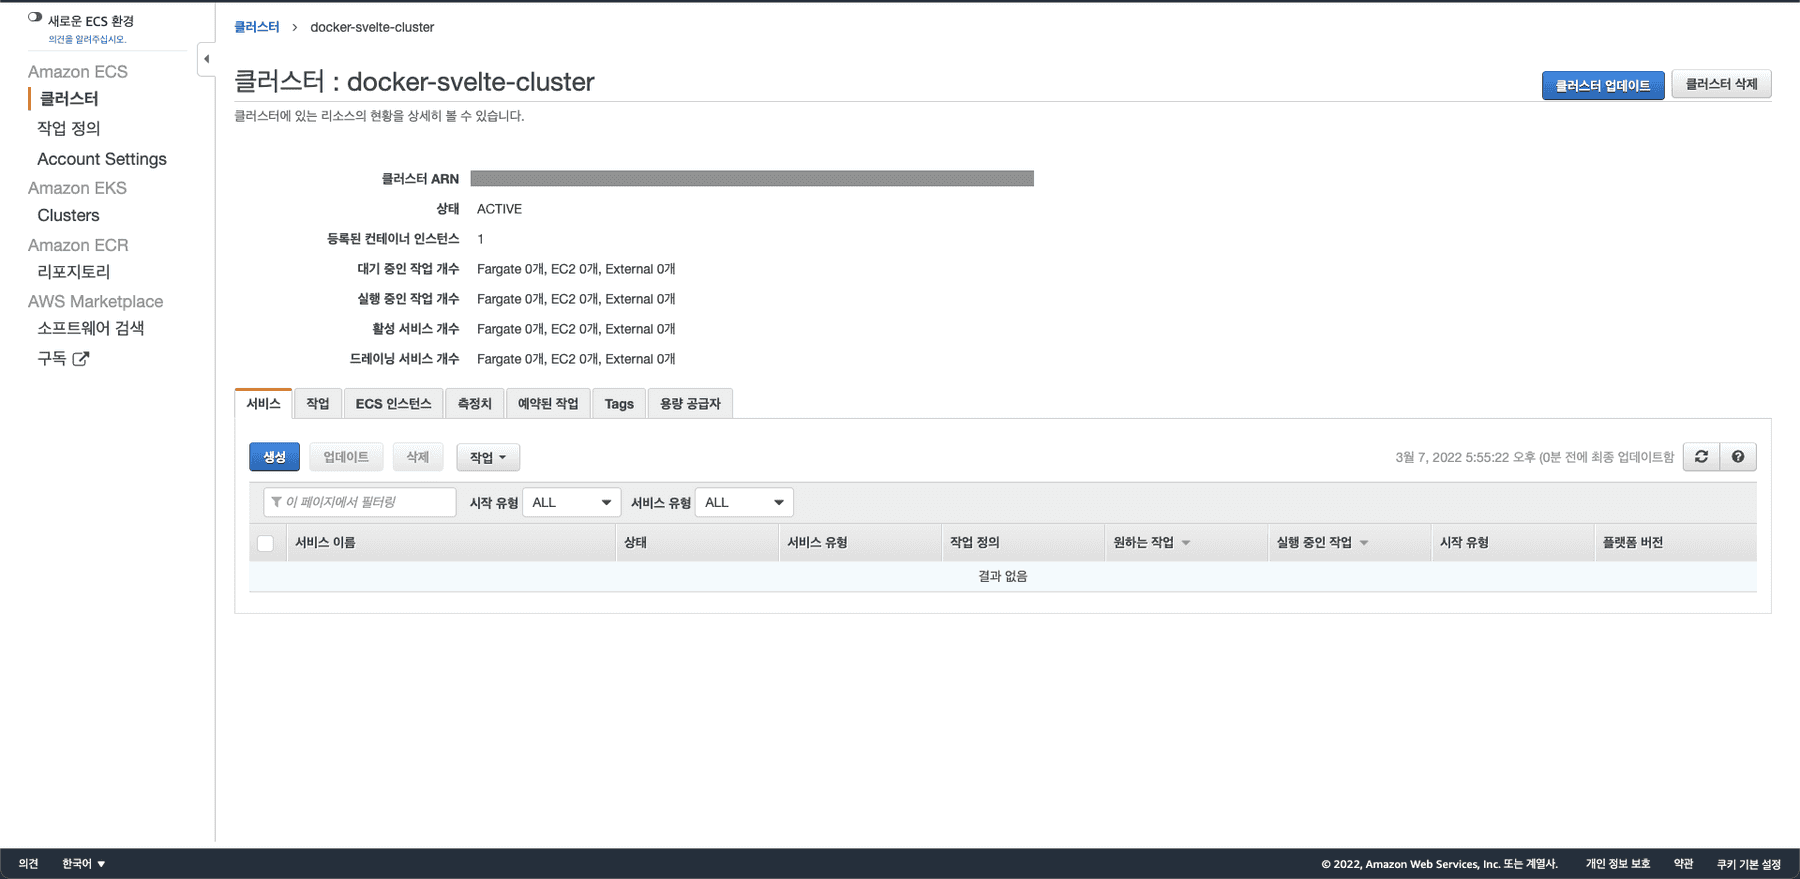 새로운 ECS 환경
의견을 알려주십시오.
Amazon ECS
클러스터
작업 정의
Account Settings
Amazon EKS
Clusters
Amazon ECR
리포지토리
AWS Marketplace
소프트웨어 검색
구독
클러스터 > docker-svelte-cluster
클러스터 : docker-svelte-cluster
클러스터 업데이트 클러스터 삭제
클러스터에 있는 리소스의 현황을 상세히 볼 수 있습니다.
클러스터 ARN
상태 ACTIVE
등록된 컨테이너 인스턴스 1
대기 중인 작업 개수 Fargate 0개, EC2 0개, External 0개
실행 중인 작업 개수 Fargate 0개, EC2 0개, External 0개
활성 서비스 개수 Fargate 0개, EC2 0개, External 0개
드레이닝 서비스 개수 Fargate 0개, EC2 0개, External 0개
서비스 작업 ECS 인스턴스 측정치 예약된 작업 Tags 용량 공급자
생성 업데이트 삭제 작업 3월 7, 2022 5:55:22 오후 (0분 전에 최종 업데이트함
이 페이지에서 필터링 시작 유형 ALL 서비스 유형 ALL
서비스 이름 상태 서비스 유형 작업 정의 원하는 작업 실행 중인 작업 시작 유형 플랫폼 버전
결과 없음
의견 한국어 © 2022, Amazon Web Services, Inc. 또는 계열사. 개인 정보 보호 약관 쿠키 기본 설정